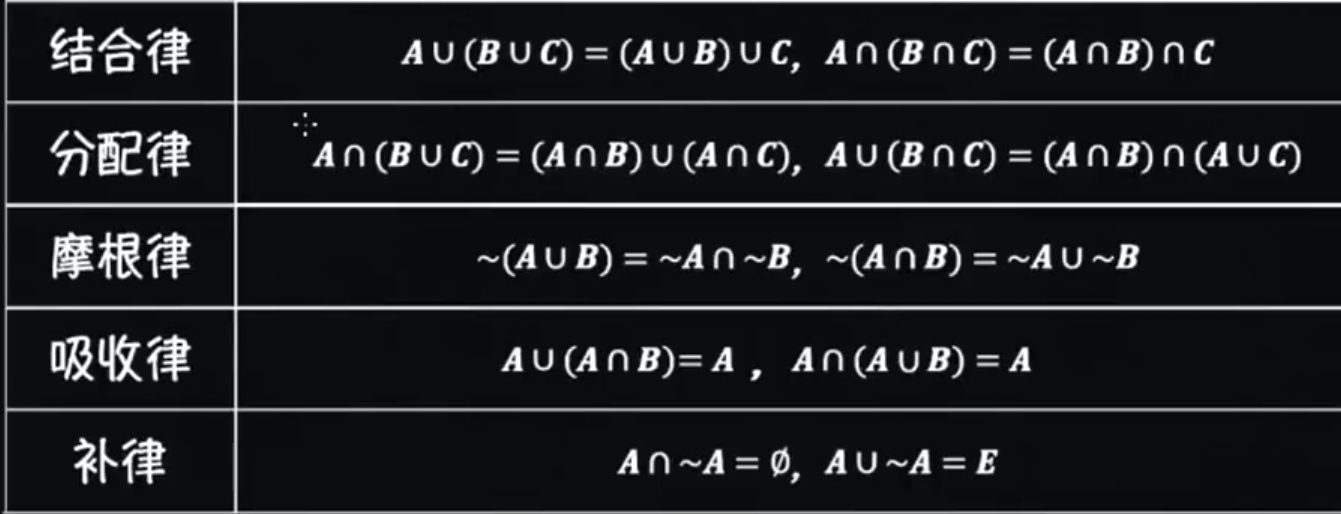 结合律 A ∪ (B ∪ C) = (A ∪ B) ∪ C, A ∩ (B ∩ C) = (A ∩ B) ∩ C
分配律 A ∩ (B ∪ C) = (A ∩ B) ∪ (A ∩ C), A ∪ (B ∩ C) = (A ∩ B) ∩ (A ∪ C)
摩根律 ~(A ∪ B) = ~A ∩ ~B, ~(A ∩ B) = ~A ∪ ~B
吸收律 A ∪ (A ∩ B)= A , A ∩ (A ∪ B) = A
补律 A ∩ ~A = ∅, A ∪ ~A = E